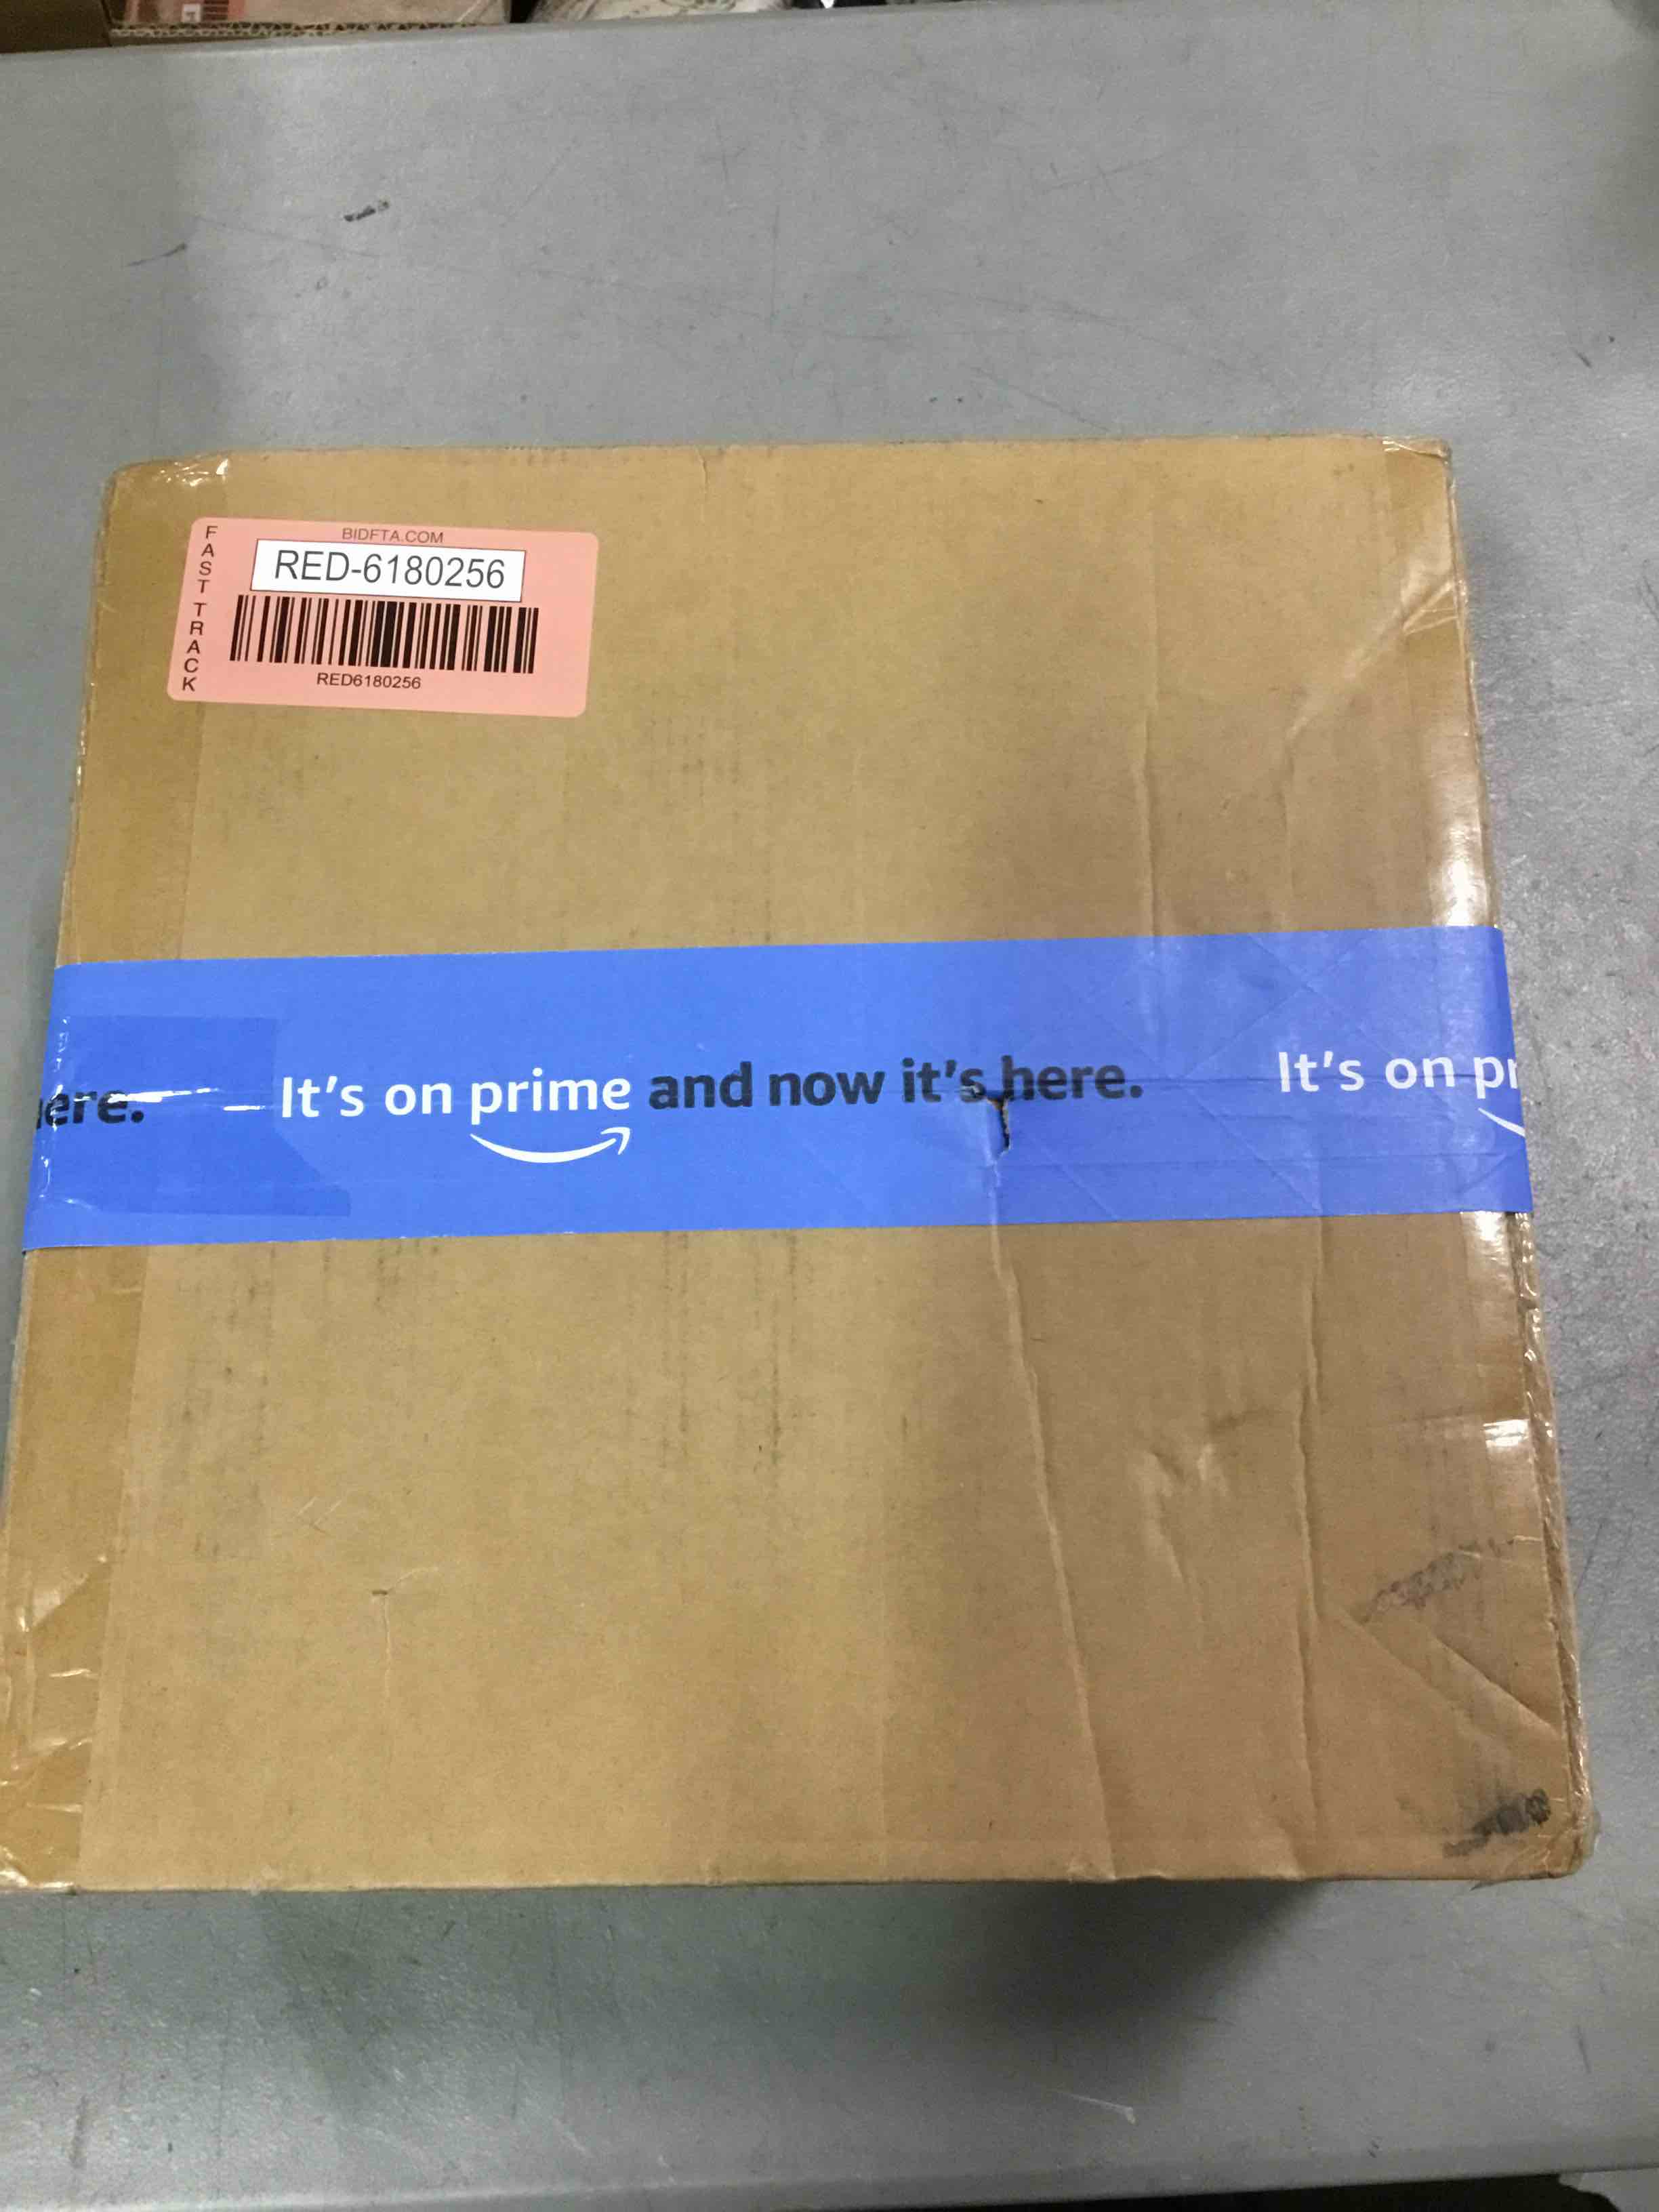 BIDFTA.COM
FAST TRACK
RED-6180256
RED6180256
ere. It's on prime and now it's here. It's on pr